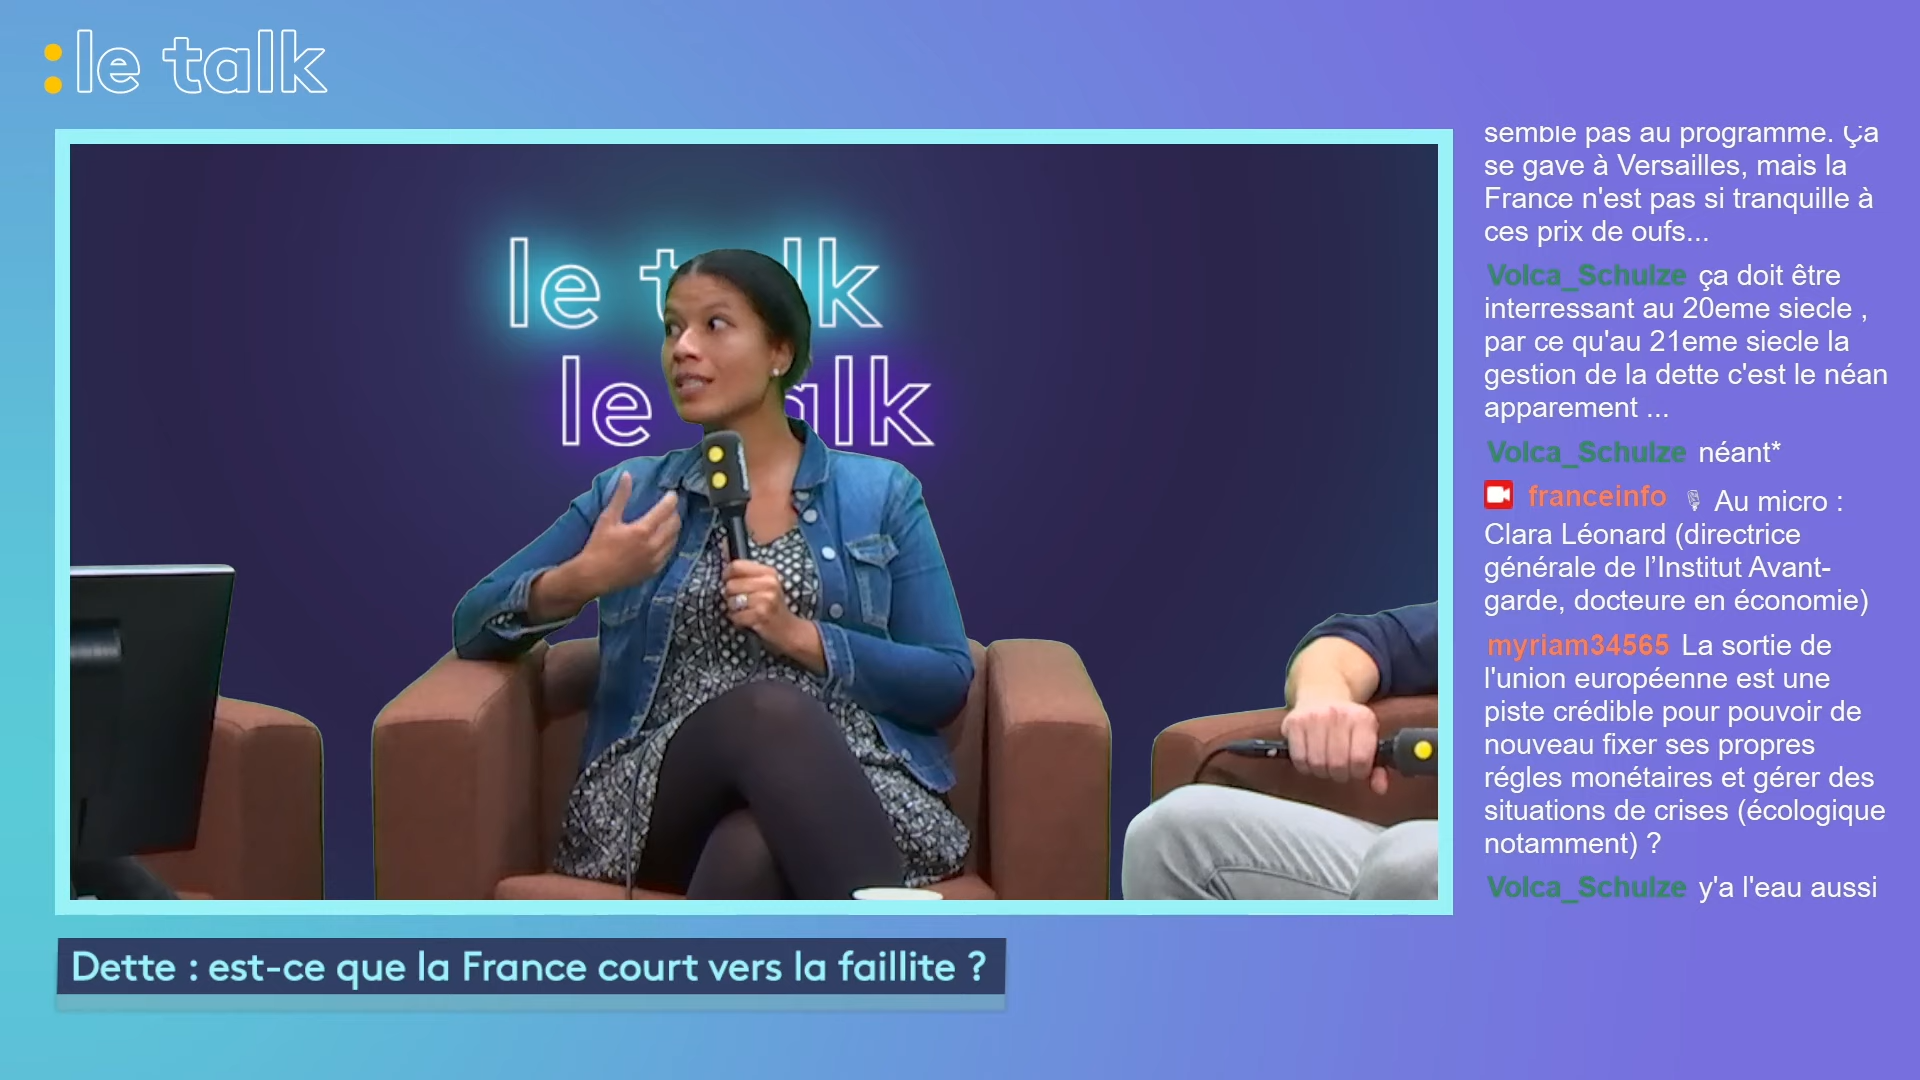 :le talk
le talk
le talk
semble pas au programme. Ça
se gave à Versailles, mais la
France n'est pas si tranquille à
ces prix de oufs...
Volca_Schulze ça doit être
interressant au 20eme siecle ,
par ce qu'au 21eme siecle la
gestion de la dette c'est le néan
apparement ...
Volca_Schulze néant*
franceinfo 🎙 Au micro :
Clara Léonard (directrice
générale de l’Institut Avant-
garde, docteure en économie)
myriam34565 La sortie de
l'union européenne est une
piste crédible pour pouvoir de
nouveau fixer ses propres
régles monétaires et gérer des
situations de crises (écologique
notamment) ?
Volca_Schulze y'a l'eau aussi
Dette : est-ce que la France court vers la faillite ?